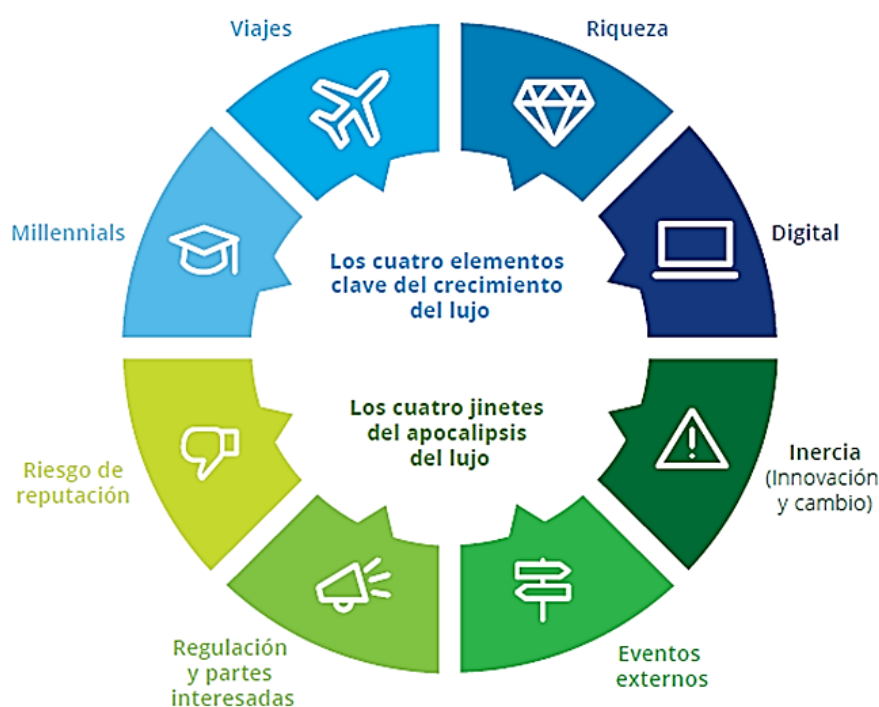 Viajes
Riqueza
Millennials
Digital
Los cuatro elementos
clave del crecimiento
del lujo
Los cuatro jinetes
del apocalipsis
del lujo
Riesgo de
reputación
Inercia
(Innovación
y cambio)
Regulación
y partes
interesadas
Eventos
externos